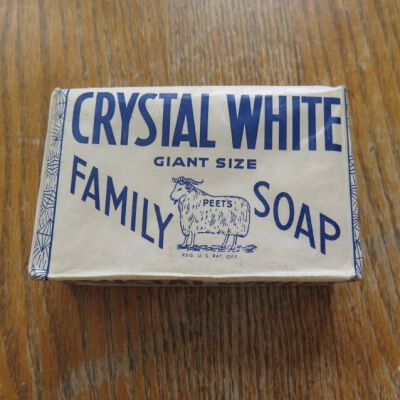 CRYSTAL WHITE
GIANT SIZE
FAMILY SOAP
PEET'S
REG. U.S. PAT. OFF.